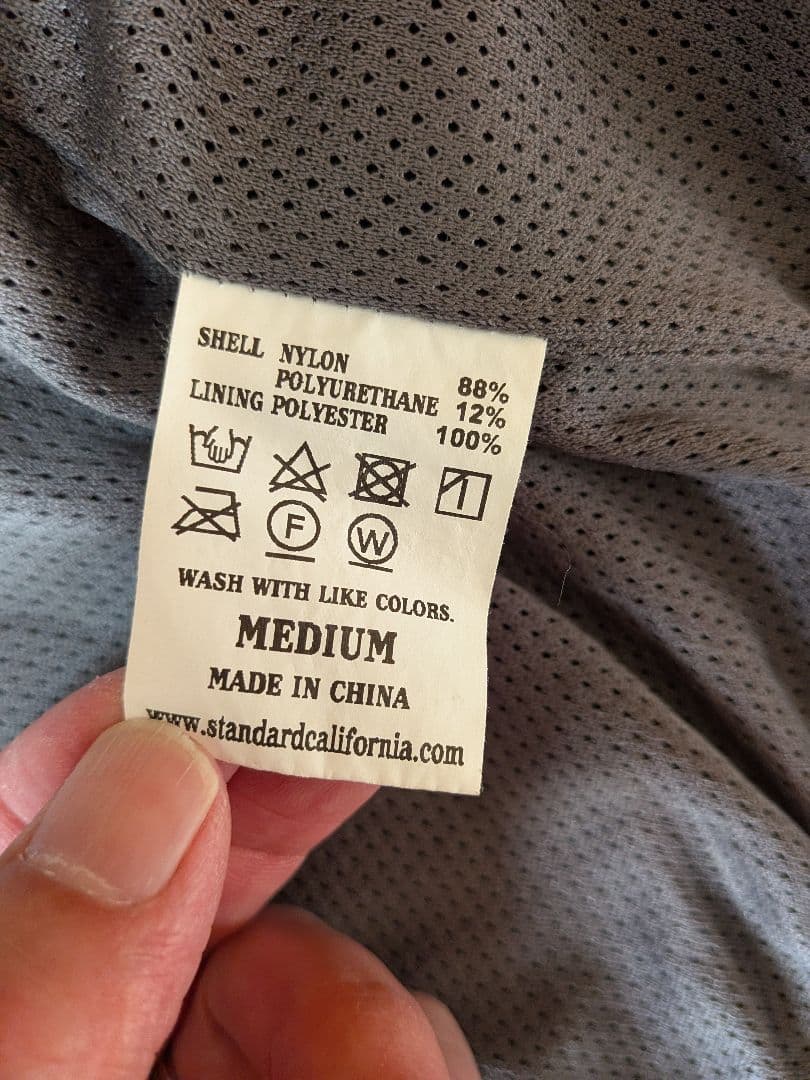 SHELL NYLON 88%
POLYURETHANE 12%
LINING POLYESTER 100%
F W
WASH WITH LIKE COLORS.
MEDIUM
MADE IN CHINA
www.standardcalifornia.com